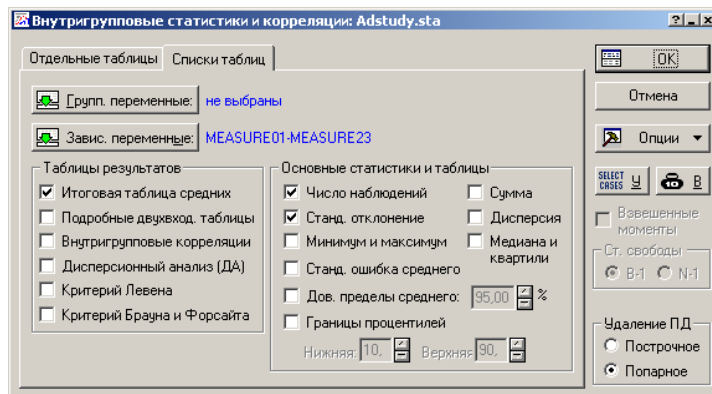 Внутригрупповые статистики и корреляции: Adstudy.sta
Отдельные таблицы Списки таблиц
Групп. переменные: не выбраны
Завис. переменные: MEASURE01-MEASURE23
Таблицы результатов
Итоговая таблица средних
Подробные двухвход. таблицы
Внутригрупповые корреляции
Дисперсионный анализ (ДА)
Критерий Левена
Критерий Брауна и Форсайта
Основные статистики и таблицы
Число наблюдений Сумма
Станд. отклонение Дисперсия
Минимум и максимум Медиана и
квартили
Станд. ошибка среднего
Дов. пределы среднего: 95,00 %
Границы процентилей
Нижняя: 10, Верхняя 90,
OK
Отмена
Опции
SELECT
CASES У В
Взвешенные
моменты
Ст. свободы
В-1 N-1
Удаление ПД
Построчное
Попарное